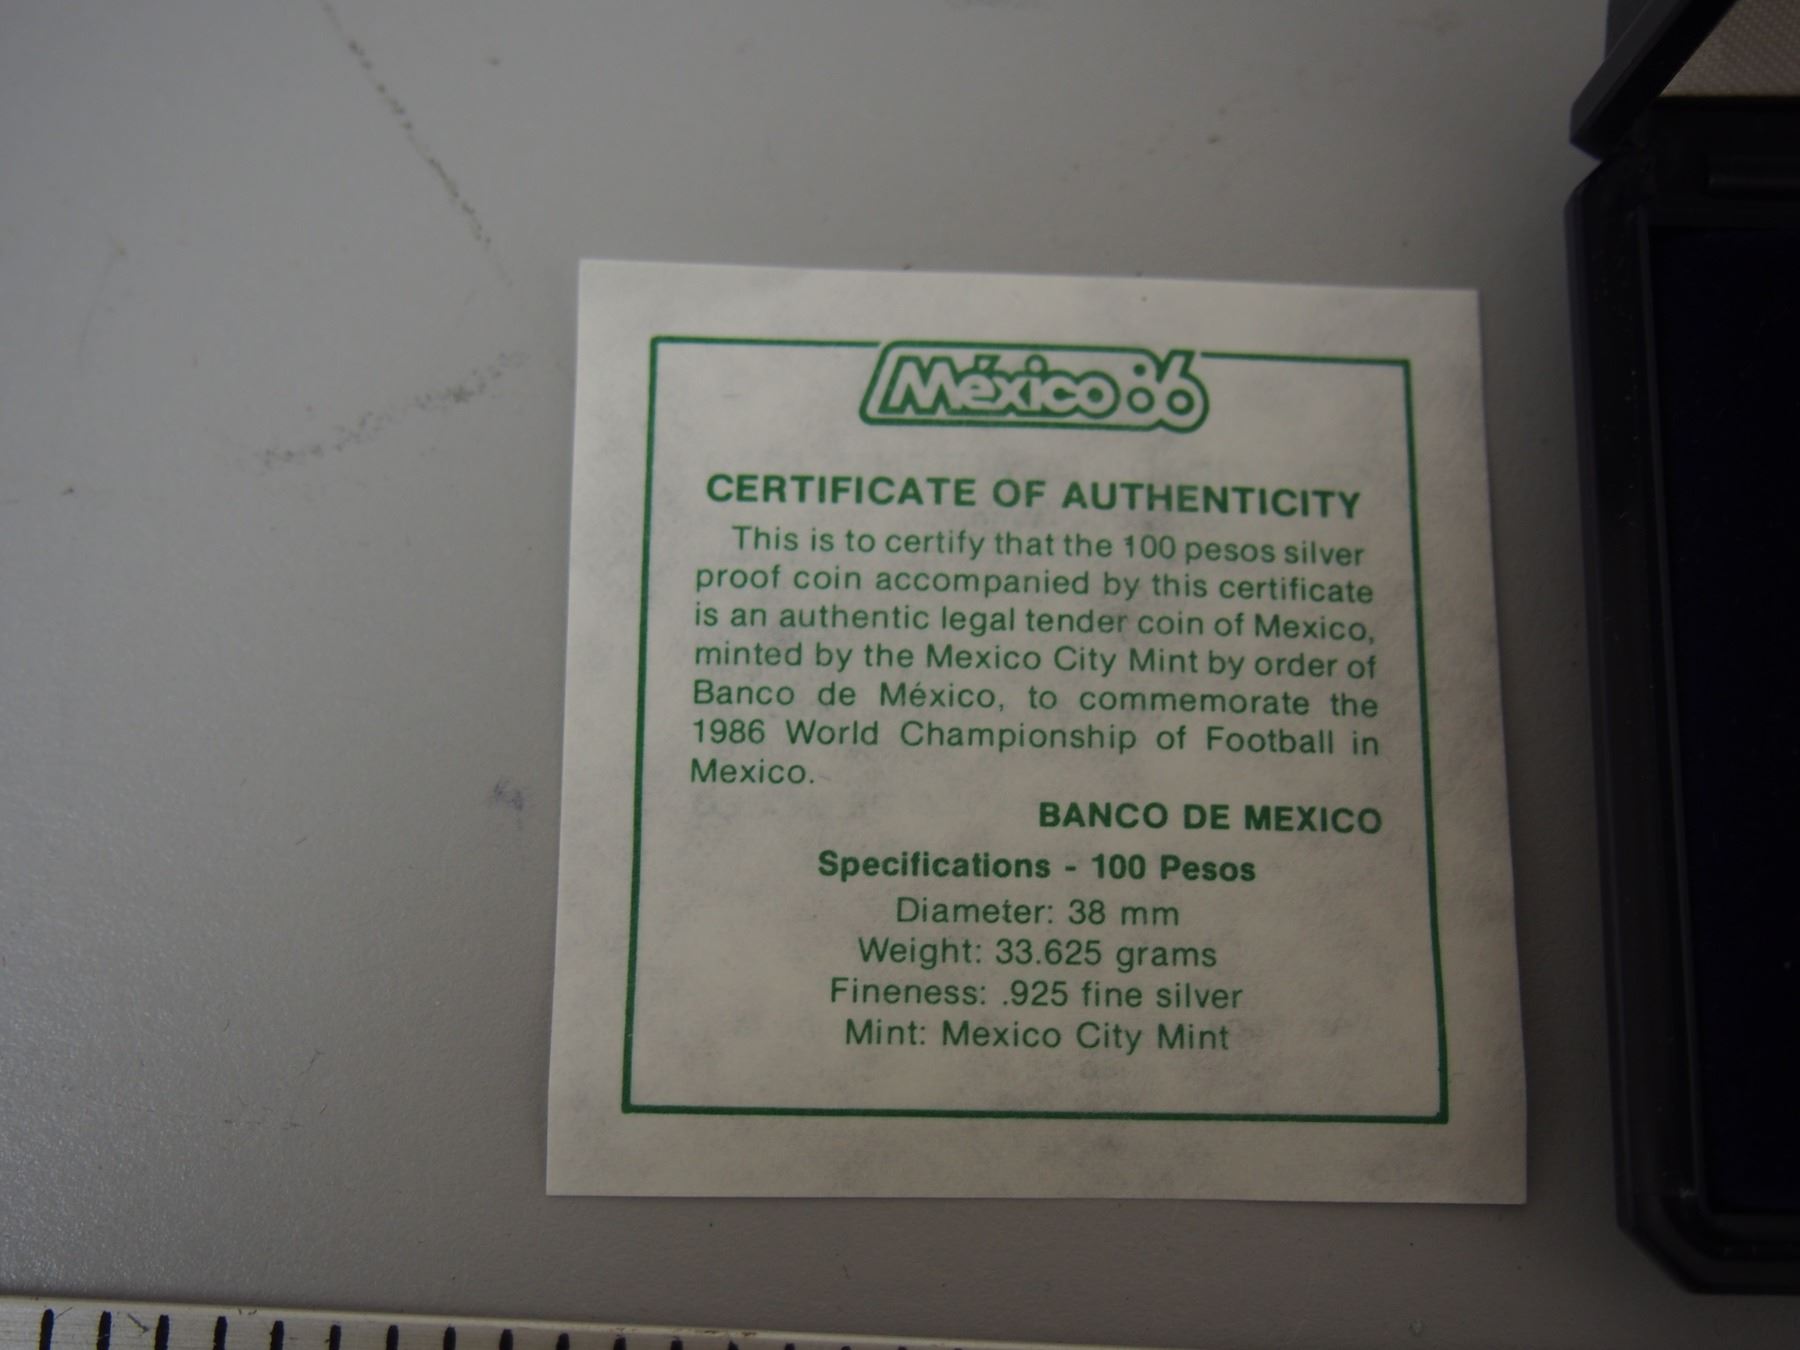 México 86
CERTIFICATE OF AUTHENTICITY
This is to certify that the 100 pesos silver
proof coin accompanied by this certificate
is an authentic legal tender coin of Mexico,
minted by the Mexico City Mint by order of
Banco de México, to commemorate the
1986 World Championship of Football in
Mexico.
BANCO DE MEXICO
Specifications - 100 Pesos
Diameter: 38 mm
Weight: 33.625 grams
Fineness: .925 fine silver
Mint: Mexico City Mint